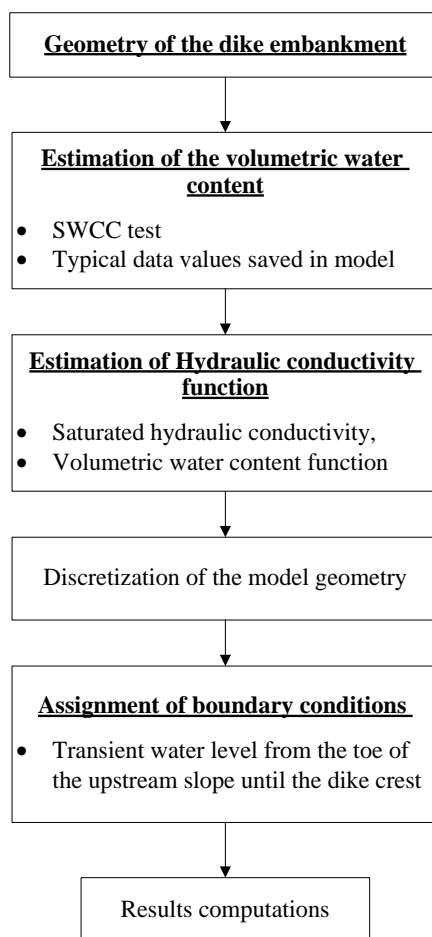 Geometry of the dike embankment
Estimation of the volumetric water
content
• SWCC test
• Typical data values saved in model
Estimation of Hydraulic conductivity
function
• Saturated hydraulic conductivity,
• Volumetric water content function
Discretization of the model geometry
Assignment of boundary conditions
• Transient water level from the toe of
the upstream slope until the dike crest
Results computations